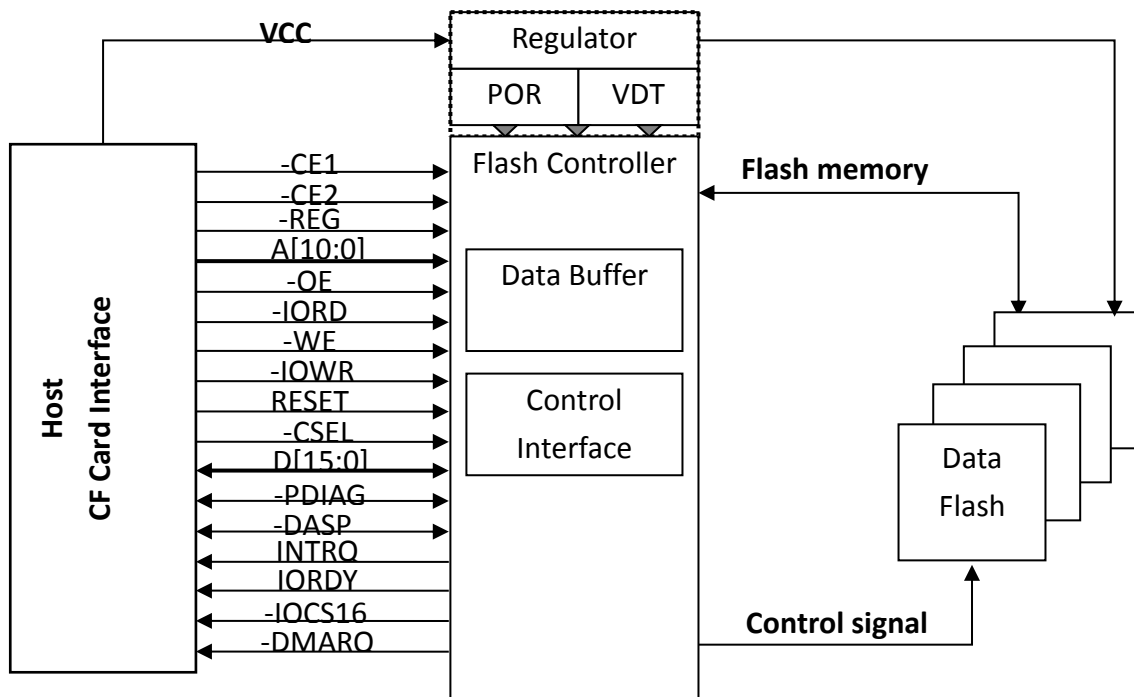 VCC
Regulator
POR
VDT
Flash Controller
Flash memory
-CE1
-CE2
-REG
A[10:0]
-OE
-IORD
-WE
-IOWR
RESET
-CSEL
D[15:0]
-PDIAG
-DASP
INTRQ
IORDY
-IOCS16
-DMARQ
Host
CF Card Interface
Data Buffer
Control
Interface
Data
Flash
Control signal